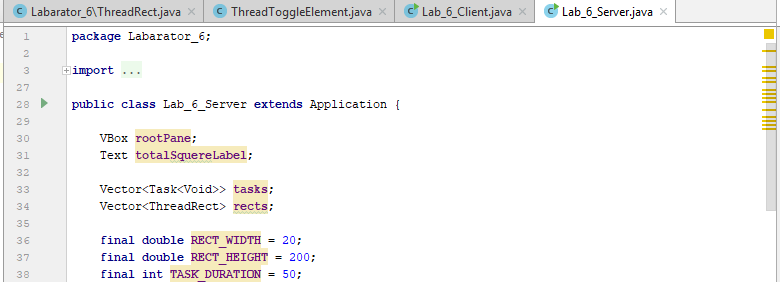 Labarator_6\ThreadRect.java ThreadToggleElement.java Lab_6_Client.java Lab_6_Server.java
1 package Labarator_6;
2
3 import ...
27
28 public class Lab_6_Server extends Application {
29
30 VBox rootPane;
31 Text totalSquereLabel;
32
33 Vector<Task<Void>> tasks;
34 Vector<ThreadRect> rects;
35
36 final double RECT_WIDTH = 20;
37 final double RECT_HEIGHT = 200;
38 final int TASK_DURATION = 50;